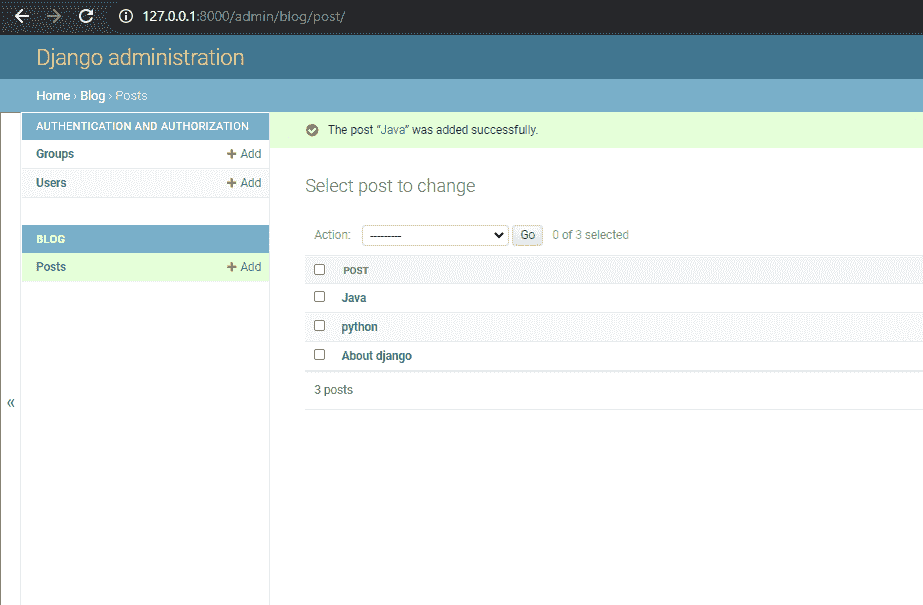 127.0.0.1:8000/admin/blog/post/
Django administration
Home › Blog › Posts
AUTHENTICATION AND AUTHORIZATION
Groups + Add
Users + Add
BLOG
Posts + Add
«
The post “Java” was added successfully.
Select post to change
Action: --------- Go 0 of 3 selected
POST
Java
python
About django
3 posts